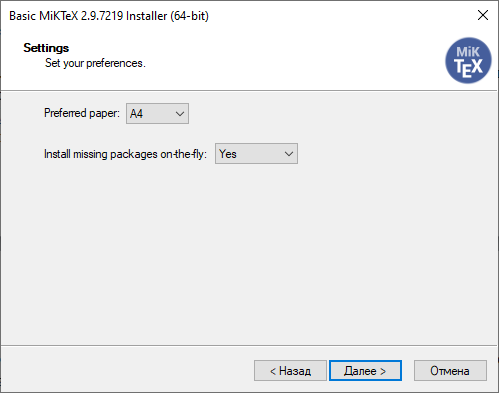 Basic MiKTeX 2.9.7219 Installer (64-bit)
Settings
Set your preferences.
MiK
TEX
Preferred paper: A4
Install missing packages on-the-fly: Yes
< Назад Далее > Отмена